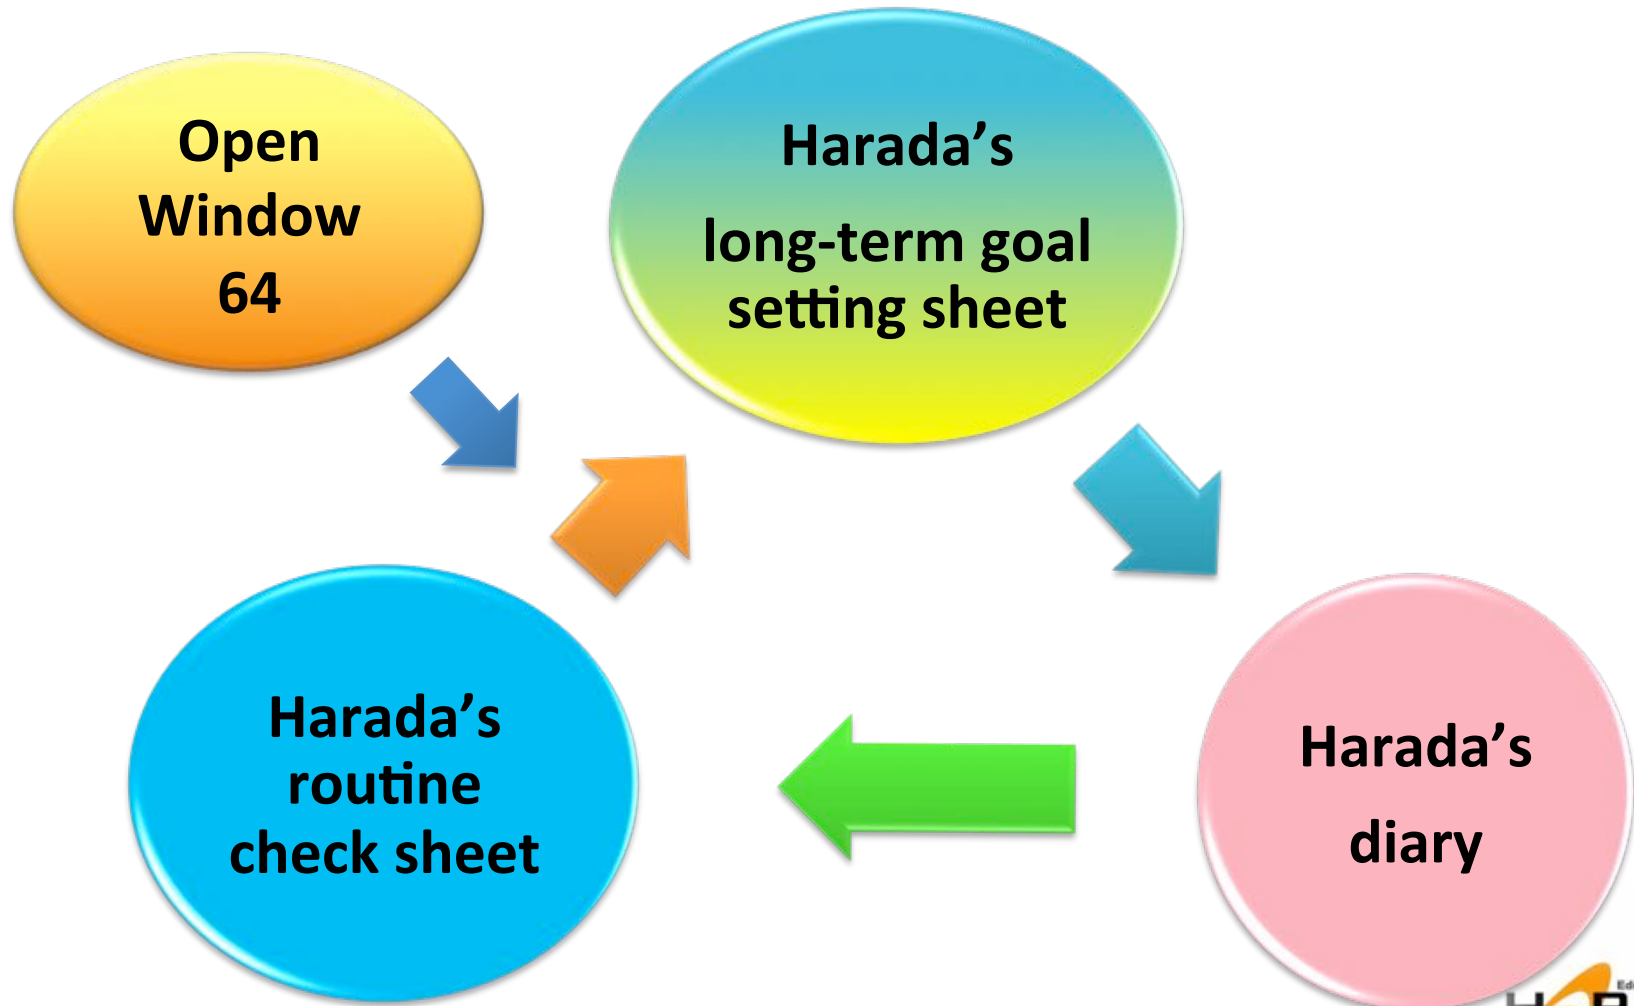 Open
Window
64
Harada’s
long-term goal
setting sheet
Harada’s
routine
check sheet
Harada’s
diary